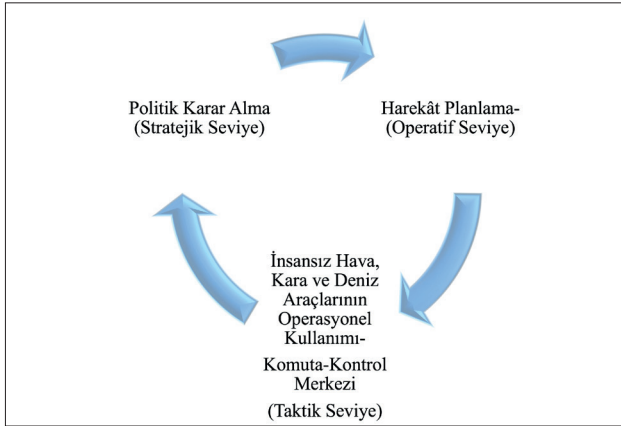 Politik Karar Alma
(Stratejik Seviye)
Harekât Planlama-
(Operatif Seviye)
İnsansız Hava,
Kara ve Deniz
Araçlarının
Operasyonel
Kullanımı-
Komuta-Kontrol
Merkezi
(Taktik Seviye)